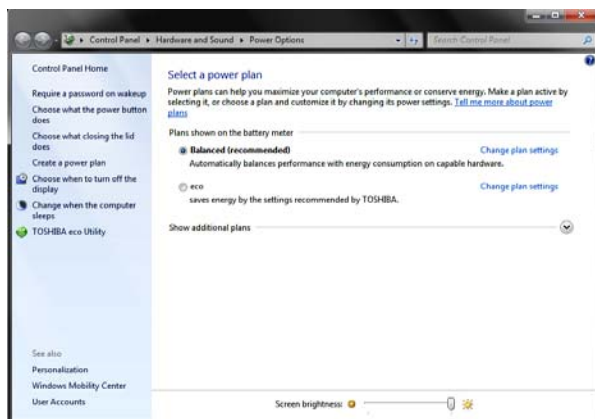 Control Panel ▸ Hardware and Sound ▸ Power Options
Search Control Panel
Control Panel Home
Require a password on wakeup
Choose what the power button
does
Choose what closing the lid
does
Create a power plan
Choose when to turn off the
display
Change when the computer
sleeps
TOSHIBA eco Utility
See also
Personalization
Windows Mobility Center
User Accounts
Select a power plan
Power plans can help you maximize your computer's performance or conserve energy. Make a plan active by
selecting it, or choose a plan and customize it by changing its power settings. Tell me more about power
plans
Plans shown on the battery meter
Balanced (recommended) Change plan settings
Automatically balances performance with energy consumption on capable hardware.
eco Change plan settings
saves energy by the settings recommended by TOSHIBA.
Show additional plans
Screen brightness: